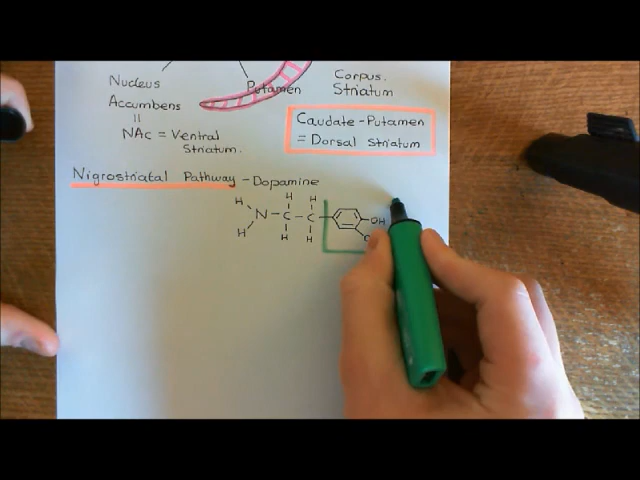 Nucleus
Accumbens
=
NAc = Ventral
Striatum.
Putamen
Corpus.
Striatum
Caudate-Putamen
= Dorsal Striatum
Nigrostriatal Pathway - Dopamine
H H H
N - C - C - OH
H H H